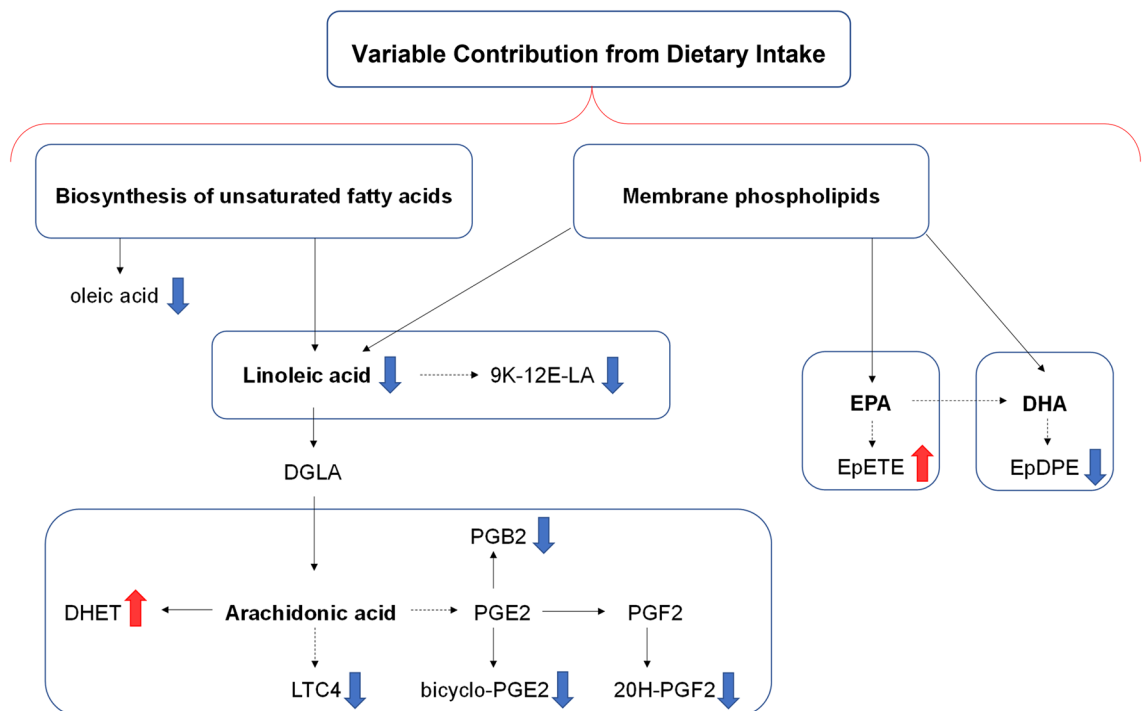 Variable Contribution from Dietary Intake
Biosynthesis of unsaturated fatty acids
Membrane phospholipids
oleic acid
Linoleic acid
9K-12E-LA
EPA
DHA
EpETE
EpDPE
DGLA
PGB2
DHET
Arachidonic acid
PGE2
PGF2
LTC4
bicyclo-PGE2
20H-PGF2